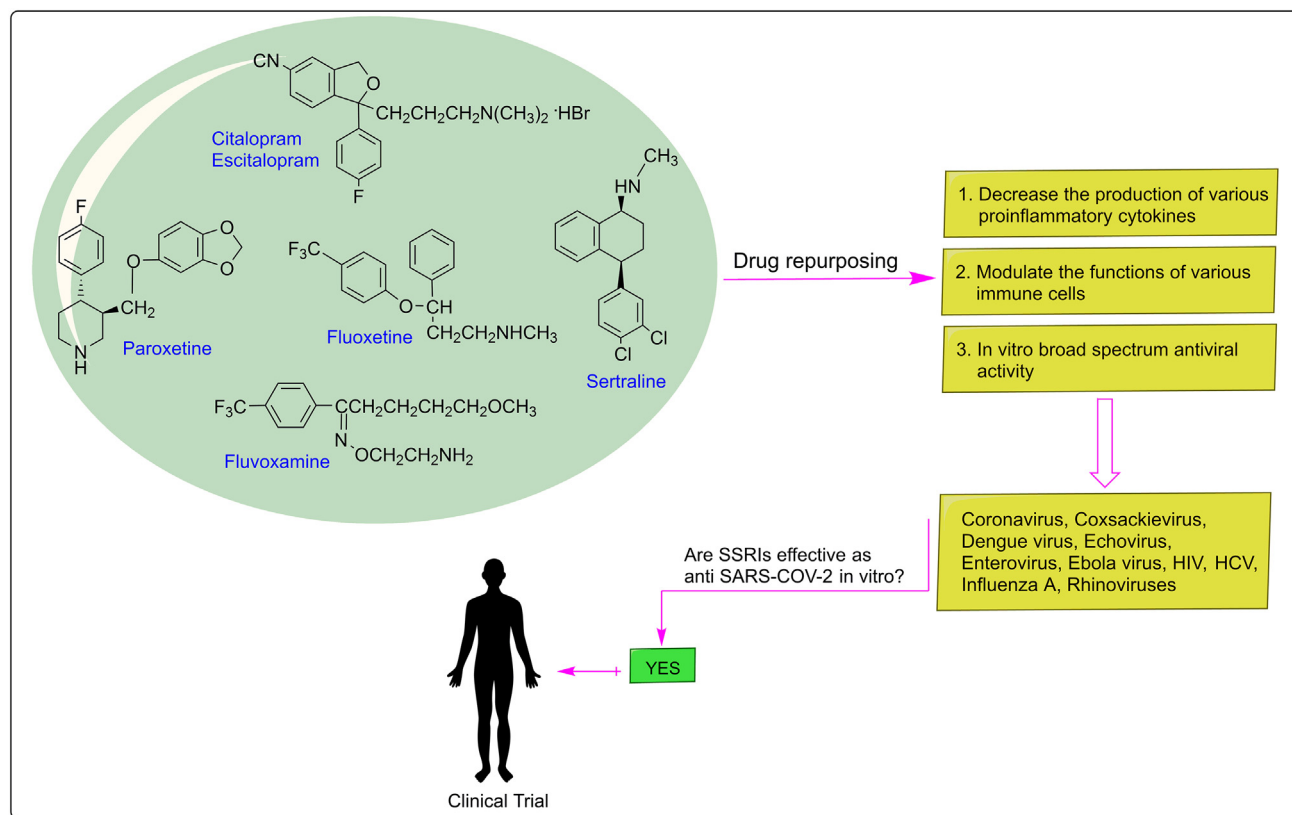 CN
O
CH2CH2CH2N(CH3)2 ·HBr
Citalopram
Escitalopram
F
CH3
HN
Cl
Cl
Sertraline
F
O
O
O
CH2
N
H
Paroxetine
F3C
O
CH
CH2CH2NHCH3
Fluoxetine
F3C
CCH2CH2CH2CH2OCH3
N
OCH2CH2NH2
Fluvoxamine
Drug repurposing
1. Decrease the production of various
proinflammatory cytokines
2. Modulate the functions of various
immune cells
3. In vitro broad spectrum antiviral
activity
Coronavirus, Coxsackievirus,
Dengue virus, Echovirus,
Enterovirus, Ebola virus, HIV, HCV,
Influenza A, Rhinoviruses
Are SSRIs effective as
anti SARS-COV-2 in vitro?
YES
Clinical Trial